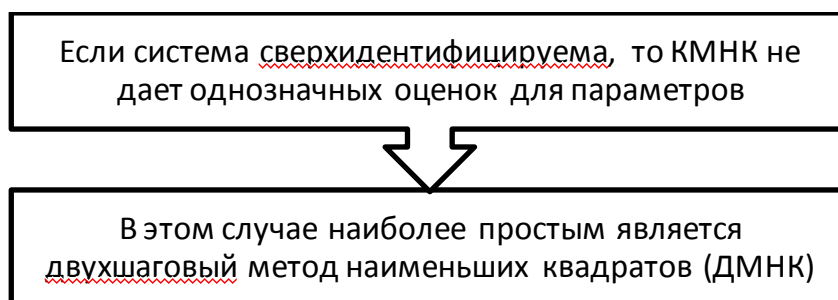 Если система сверхидентифицируема, то КМНК не
дает однозначных оценок для параметров
В этом случае наиболее простым является
двухшаговый метод наименьших квадратов (ДМНК)